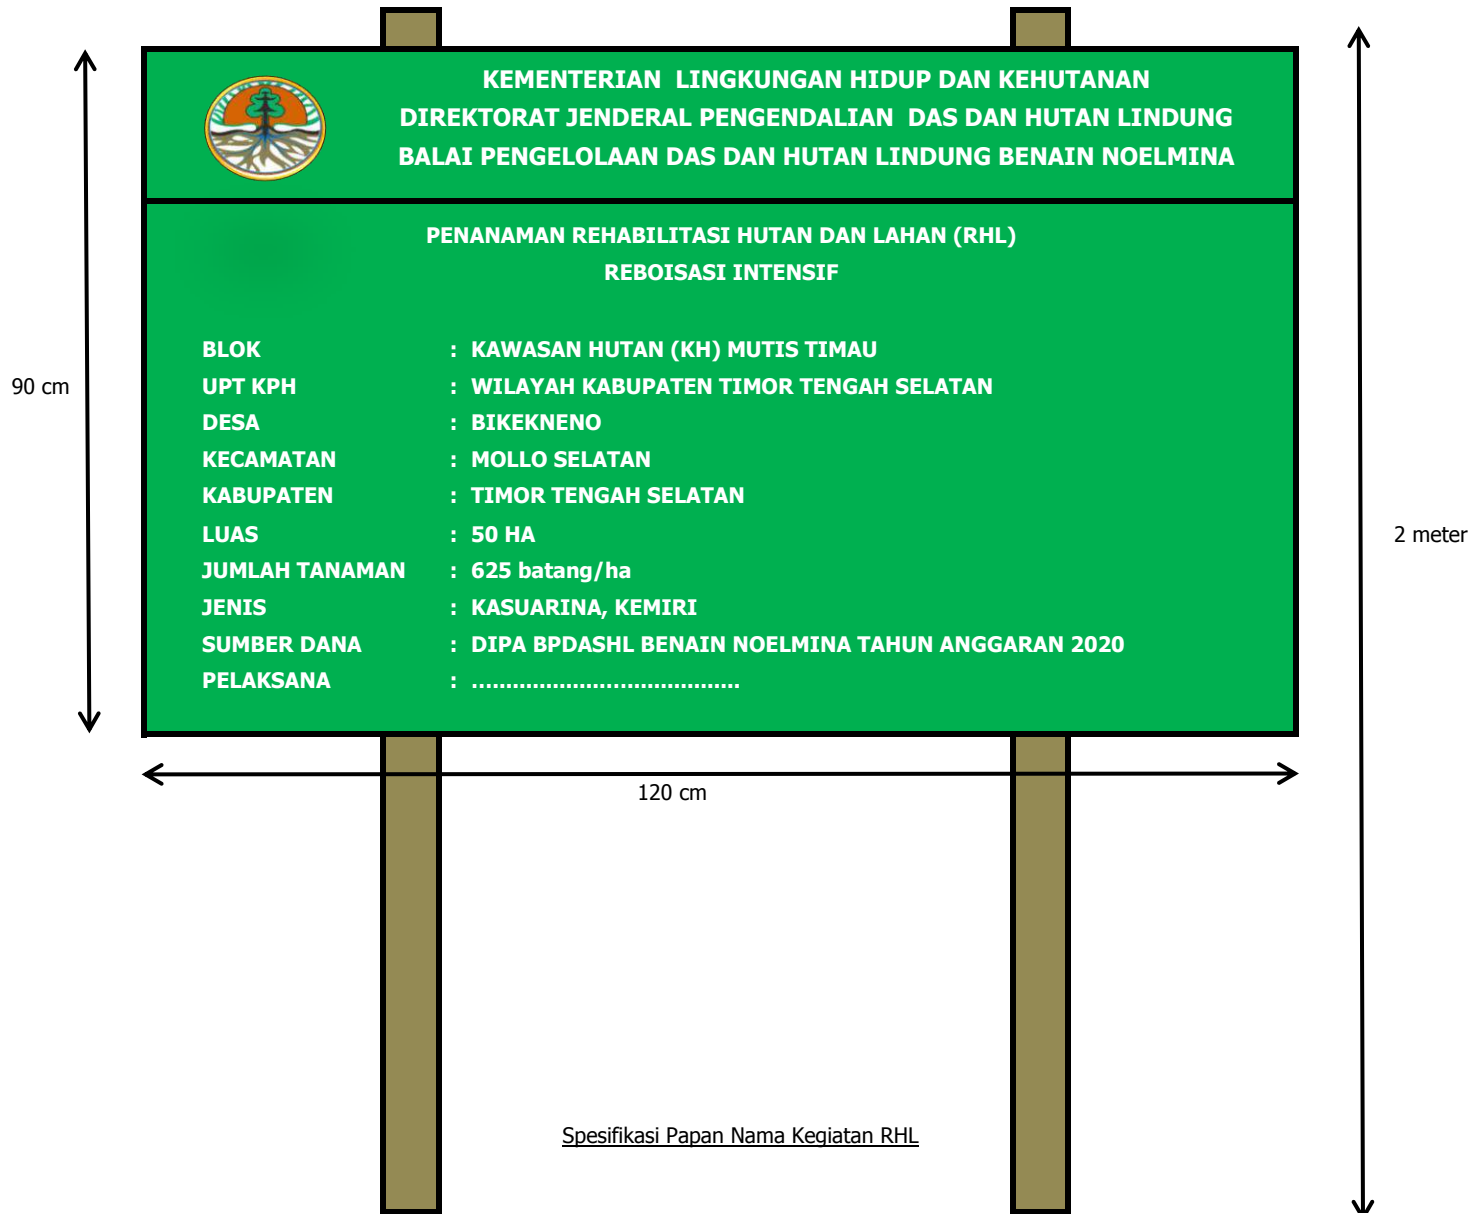 KEMENTERIAN LINGKUNGAN HIDUP DAN KEHUTANAN
DIREKTORAT JENDERAL PENGENDALIAN DAS DAN HUTAN LINDUNG
BALAI PENGELOLAAN DAS DAN HUTAN LINDUNG BENAIN NOELMINA
PENANAMAN REHABILITASI HUTAN DAN LAHAN (RHL)
REBOISASI INTENSIF
BLOK : KAWASAN HUTAN (KH) MUTIS TIMAU
UPT KPH : WILAYAH KABUPATEN TIMOR TENGAH SELATAN
DESA : BIKEKNENO
KECAMATAN : MOLLO SELATAN
KABUPATEN : TIMOR TENGAH SELATAN
LUAS : 50 HA
JUMLAH TANAMAN : 625 batang/ha
JENIS : KASUARINA, KEMIRI
SUMBER DANA : DIPA BPDASHL BENAIN NOELMINA TAHUN ANGGARAN 2020
PELAKSANA : ........................................
90 cm
2 meter
120 cm
Spesifikasi Papan Nama Kegiatan RHL